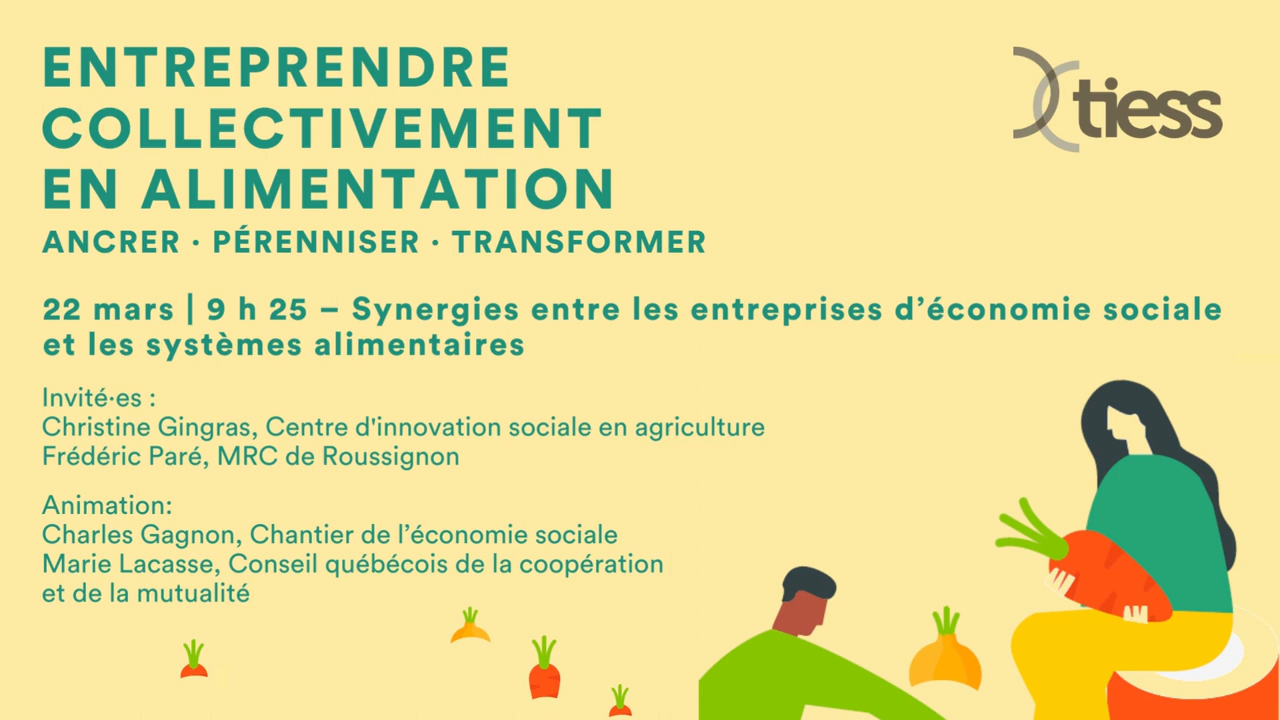 ENTREPRENDRE
COLLECTIVEMENT
EN ALIMENTATION
ANCRER · PÉRENNISER · TRANSFORMER
tiess
22 mars | 9 h 25 – Synergies entre les entreprises d’économie sociale
et les systèmes alimentaires
Invité·es :
Christine Gingras, Centre d'innovation sociale en agriculture
Frédéric Paré, MRC de Roussignon
Animation:
Charles Gagnon, Chantier de l’économie sociale
Marie Lacasse, Conseil québécois de la coopération
et de la mutualité